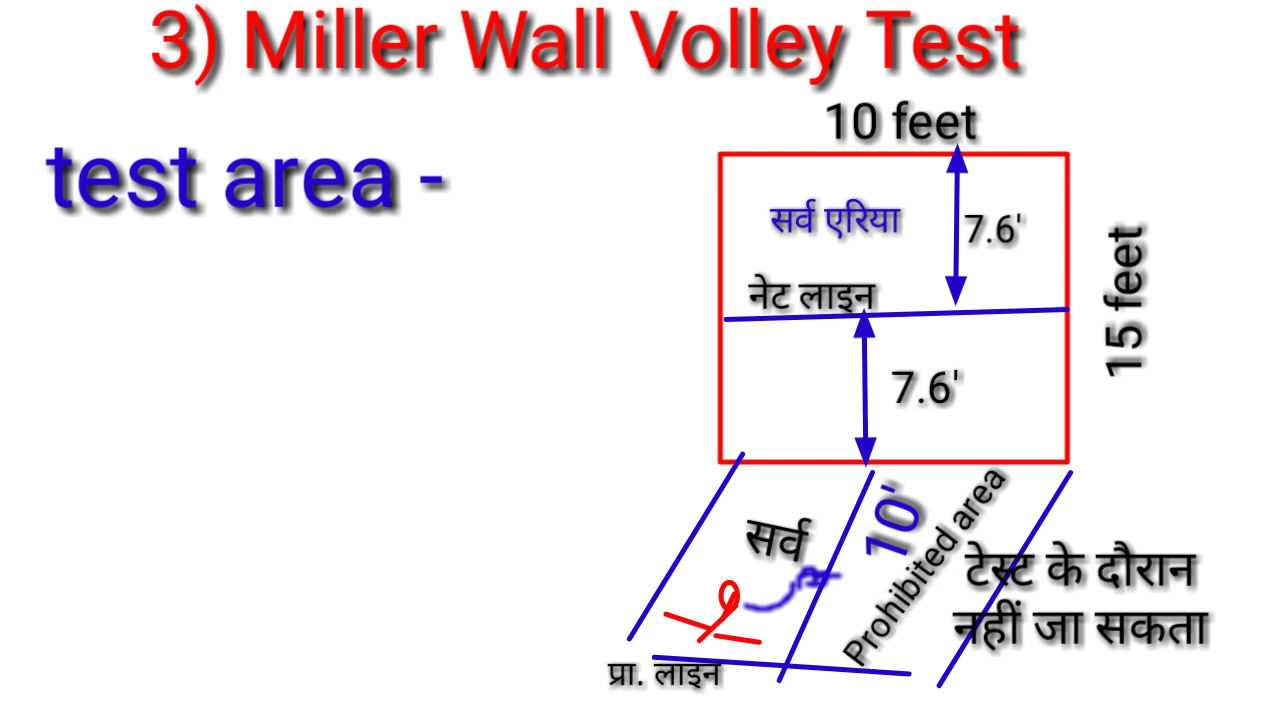 3) Miller Wall Volley Test
10 feet
test area -
सर्व एरिया
7.6'
नेट लाइन
15 feet
7.6'
सर्व
10'
Prohibited area
टेस्ट के दौरान
नहीं जा सकता
प्रा. लाइन